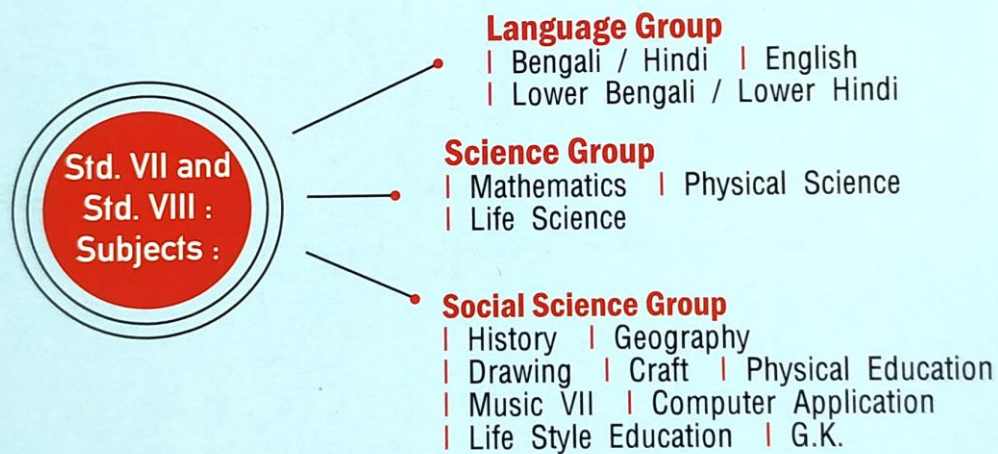 Std. VII and
Std. VIII :
Subjects :
Language Group
| Bengali / Hindi | English
| Lower Bengali / Lower Hindi
Science Group
| Mathematics | Physical Science
| Life Science
Social Science Group
| History | Geography
| Drawing | Craft | Physical Education
| Music VII | Computer Application
| Life Style Education | G.K.